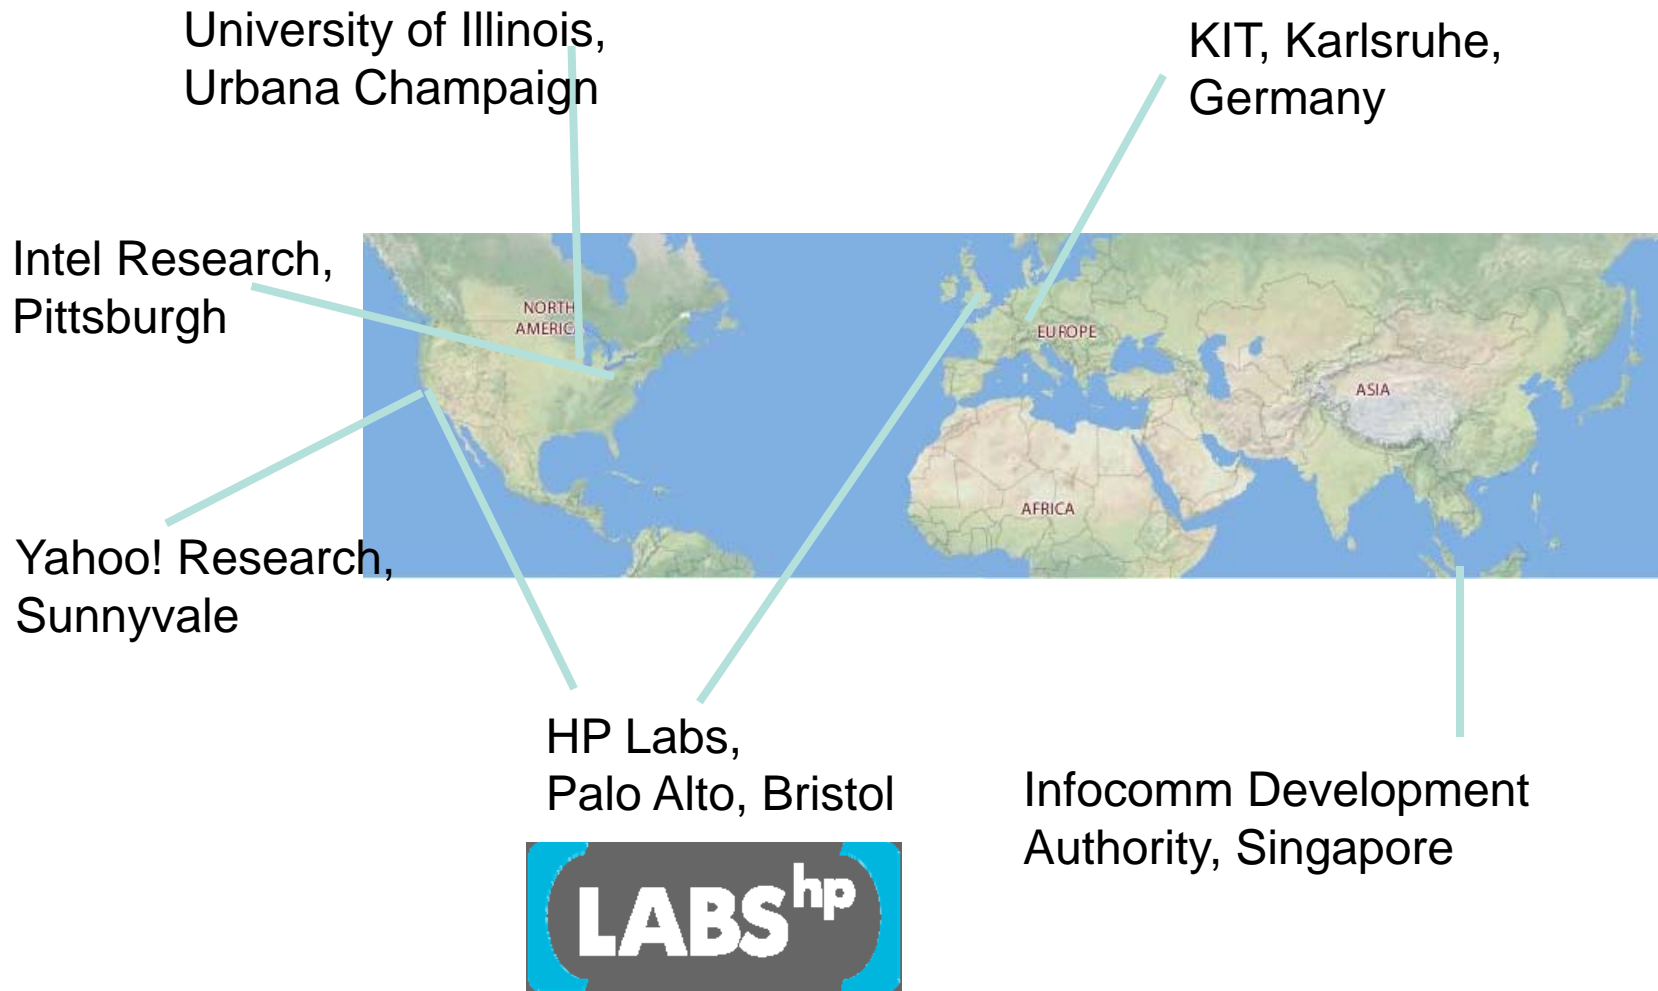 University of Illinois,
Urbana Champaign
KIT, Karlsruhe,
Germany
Intel Research,
Pittsburgh
NORTH
AMERIC
EUROPE
ASIA
AFRICA
Yahoo! Research,
Sunnyvale
HP Labs,
Palo Alto, Bristol
Infocomm Development
Authority, Singapore
LABS hp